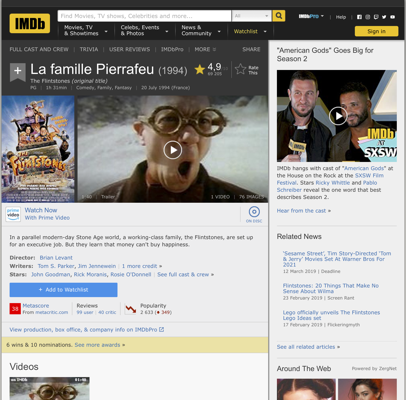 IMDb
Find Movies, TV shows, Celebrities and more...
All
Movies, TV & Showtimes
Celebs, Events & Photos
News & Community
Watchlist
IMDbPro
Help
Sign in
FULL CAST AND CREW | TRIVIA | USER REVIEWS | IMDbPro | MORE
SHARE
La famille Pierrafeu (1994)
The Flintstones (original title)
PG | 1h 31min | Comedy, Family, Fantasy | 20 July 1994 (France)
4,9
Rate This
FLINTSTONES
Trailer
1 VIDEO | 76 IMAGES
prime video
Watch Now
With Prime Video
ON DISC
In a parallel modern-day Stone Age world, a working-class family, the Flintstones, are set up
for an executive job. But they learn that money can't buy happiness.
Director: Brian Levant
Writers: Tom S. Parker, Jim Jennewein | 1 more credit »
Stars: John Goodman, Rick Moranis, Rosie O'Donnell | See full cast & crew »
+ Add to Watchlist
38
Metascore
From metacritic.com
Reviews
99 user | 40 critic
Popularity
2 633 (♦ 349)
View production, box office, & company info on IMDbPro
6 wins & 10 nominations. See more awards »
Videos
"American Gods" Goes Big for
Season 2
IMDb
AT
SXSW
IMDb hangs with cast of "American Gods" at
the House on the Rock at the SXSW Film
Festival. Stars Ricky Whittle and Pablo
Schreiber reveal the one word that best
describes Season 2.
Hear from the cast »
Related News
'Sesame Street', Tim Story-Directed 'Tom
& Jerry' Movies Set At Warner Bros For
2021
12 March 2019 | Deadline
Flintstones: 20 Things That Make No
Sense About Wilma
23 February 2019 | Screen Rant
Lego officially unveils The Flintstones
Lego Ideas set
17 February 2019 | Flickeringmyth
See all related articles »
Around The Web
Powered by ZergNet